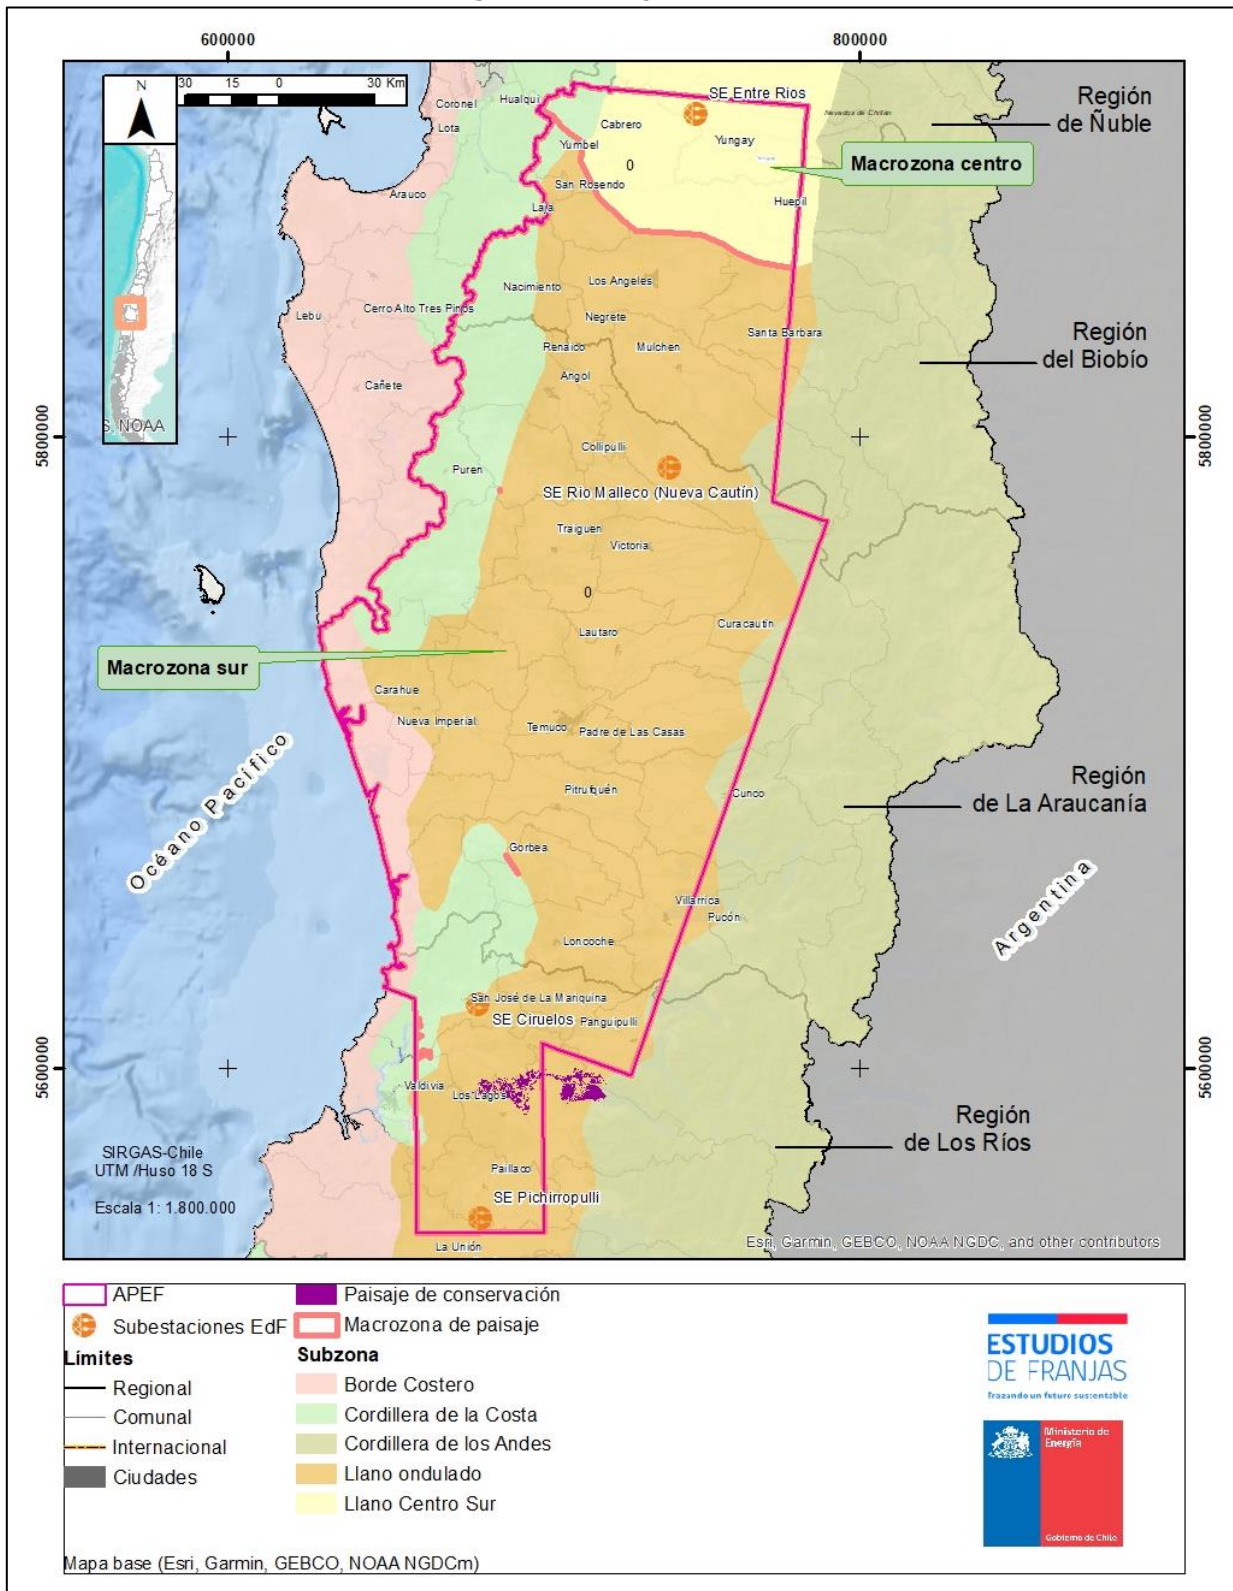 600000
800000
N
30 15 0 30 Km
S, NOAA
Coronel
Hualqui
Lota
SE Entre Rios
Nevados de Chillan
Región
de Ñuble
Cabrero
Yungay
Yumbel
0
Macrozona centro
San Rosendo
Arauco
Laja
Huepil
Nacimiento
Los Angeles
Lebu
Cerro Alto Tres Pinos
Negrete
Santa Barbara
Región
del Biobío
Renaico
Mulchen
Angol
Cañete
5800000
5800000
Collipulli
Puren
SE Rio Malleco (Nueva Cautín)
Traiguen
Victoria
0
Lautaro
Curacautín
Macrozona sur
Carahue
Nueva Imperial
Temuco
Padre de Las Casas
Océano Pacífico
Pitrufquén
Cunco
Región
de La Araucanía
Gorbea
Villarrica
Pucón
Argentina
Loncoche
San José de La Mariquina
SE Ciruelos
Panguipulli
5600000
5600000
Valdivia
Los Lagos
Región
de Los Ríos
SIRGAS-Chile
UTM /Huso 18 S
Paillaco
SE Pichirropulli
Escala 1: 1.800.000
La Unión
Esri, Garmin, GEBCO, NOAA NGDC, and other contributors
APEF
Subestaciones EdF
Límites
Regional
Comunal
Internacional
Ciudades
Paisaje de conservación
Macrozona de paisaje
Subzona
Borde Costero
Cordillera de la Costa
Cordillera de los Andes
Llano ondulado
Llano Centro Sur
ESTUDIOS
DE FRANJAS
Trazando un futuro sustentable
Ministerio de
Energía
Gobierno de Chile
Mapa base (Esri, Garmin, GEBCO, NOAA NGDCm)